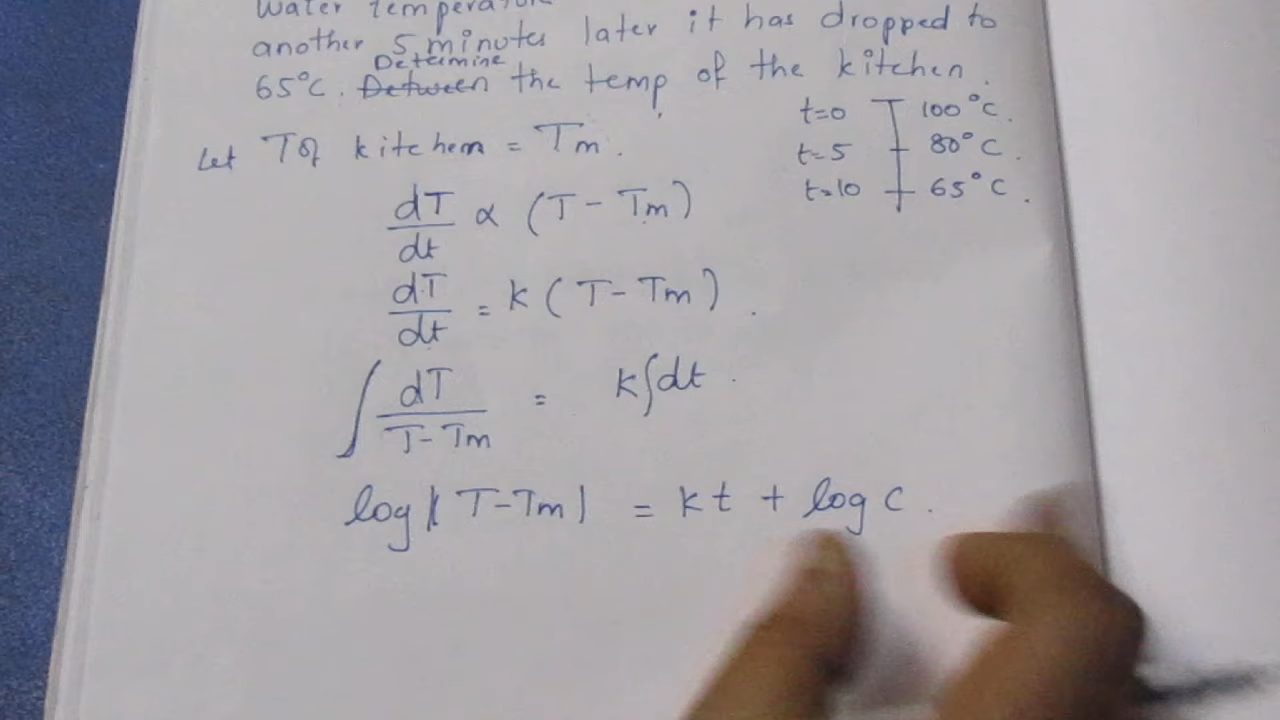 Water temperature
another 5 minutes later it has dropped to
Determine
65°C. Between the temp of the kitchen.
t=0 100°C.
Let T of kitchen = Tm.
t=5 80°C.
t=10 65°C.
dT/dt ∝ (T - Tm)
dT/dt = k (T - Tm).
∫ dT/(T - Tm) = k∫dt.
log|T - Tm| = kt + log c.